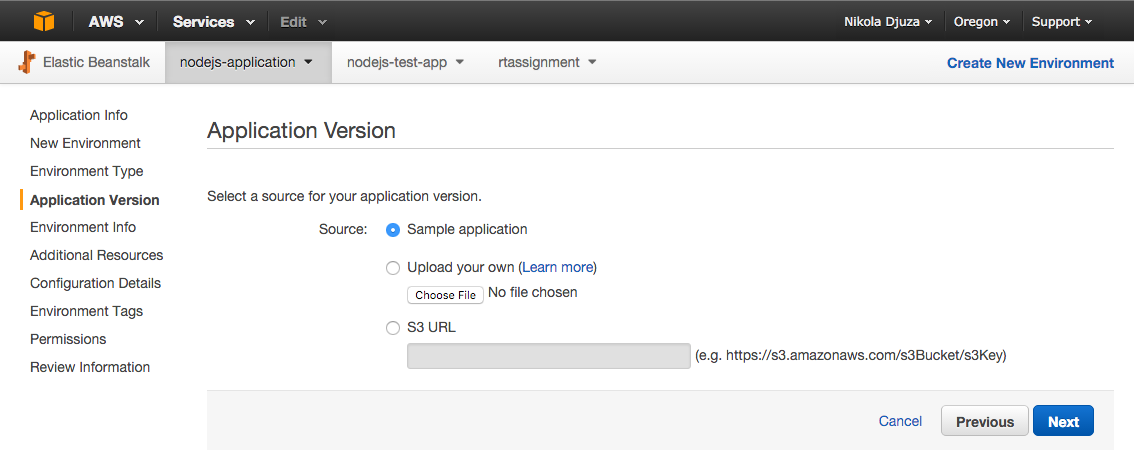 AWS Services Edit Nikola Djuza Oregon Support
Elastic Beanstalk nodejs-application nodejs-test-app rtassignment Create New Environment
Application Info
New Environment
Environment Type
Application Version
Environment Info
Additional Resources
Configuration Details
Environment Tags
Permissions
Review Information
Application Version
Select a source for your application version.
Source: Sample application
Upload your own (Learn more)
Choose File No file chosen
S3 URL
(e.g. https://s3.amazonaws.com/s3Bucket/s3Key)
Cancel Previous Next